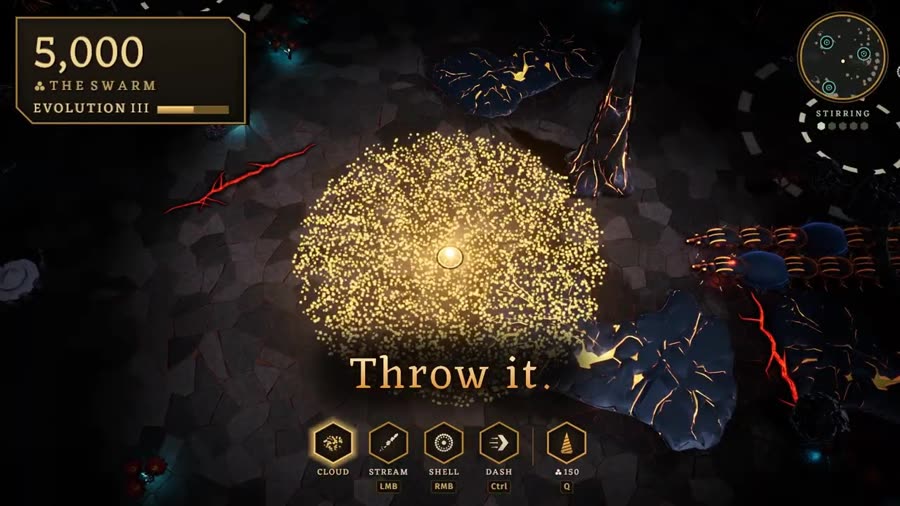 5,000
THE SWARM
EVOLUTION III
STIRRING
Throw it.
CLOUD
STREAM
SHELL
DASH
150
LMB
RMB
Ctrl
Q